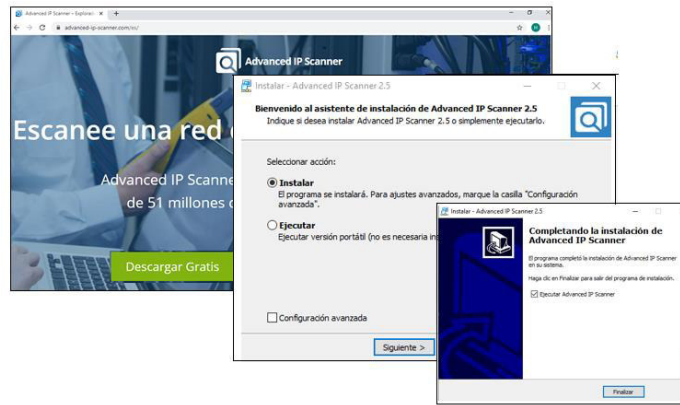 Advanced IP Scanner – Explorac
advanced-ip-scanner.com/es/
Advanced IP Scanner
Escanee una red
Advanced IP Scanne
de 51 millones
Descargar Gratis
Instalar - Advanced IP Scanner 2.5
Bienvenido al asistente de instalación de Advanced IP Scanner 2.5
Indique si desea instalar Advanced IP Scanner 2.5 o simplemente ejecutarlo.
Seleccionar acción:
Instalar
El programa se instalará. Para ajustes avanzados, marque la casilla "Configuración
avanzada".
Ejecutar
Ejecutar versión portátil (no es necesaria
Configuración avanzada
Siguiente >
Instalar - Advanced IP Scanner 2.5
Completando la instalación de
Advanced IP Scanner
El programa completó la instalación de Advanced IP Scanner
en su sistema.
Haga clic en Finalizar para salir del programa de instalación.
Ejecutar Advanced IP Scanner
Finalizar